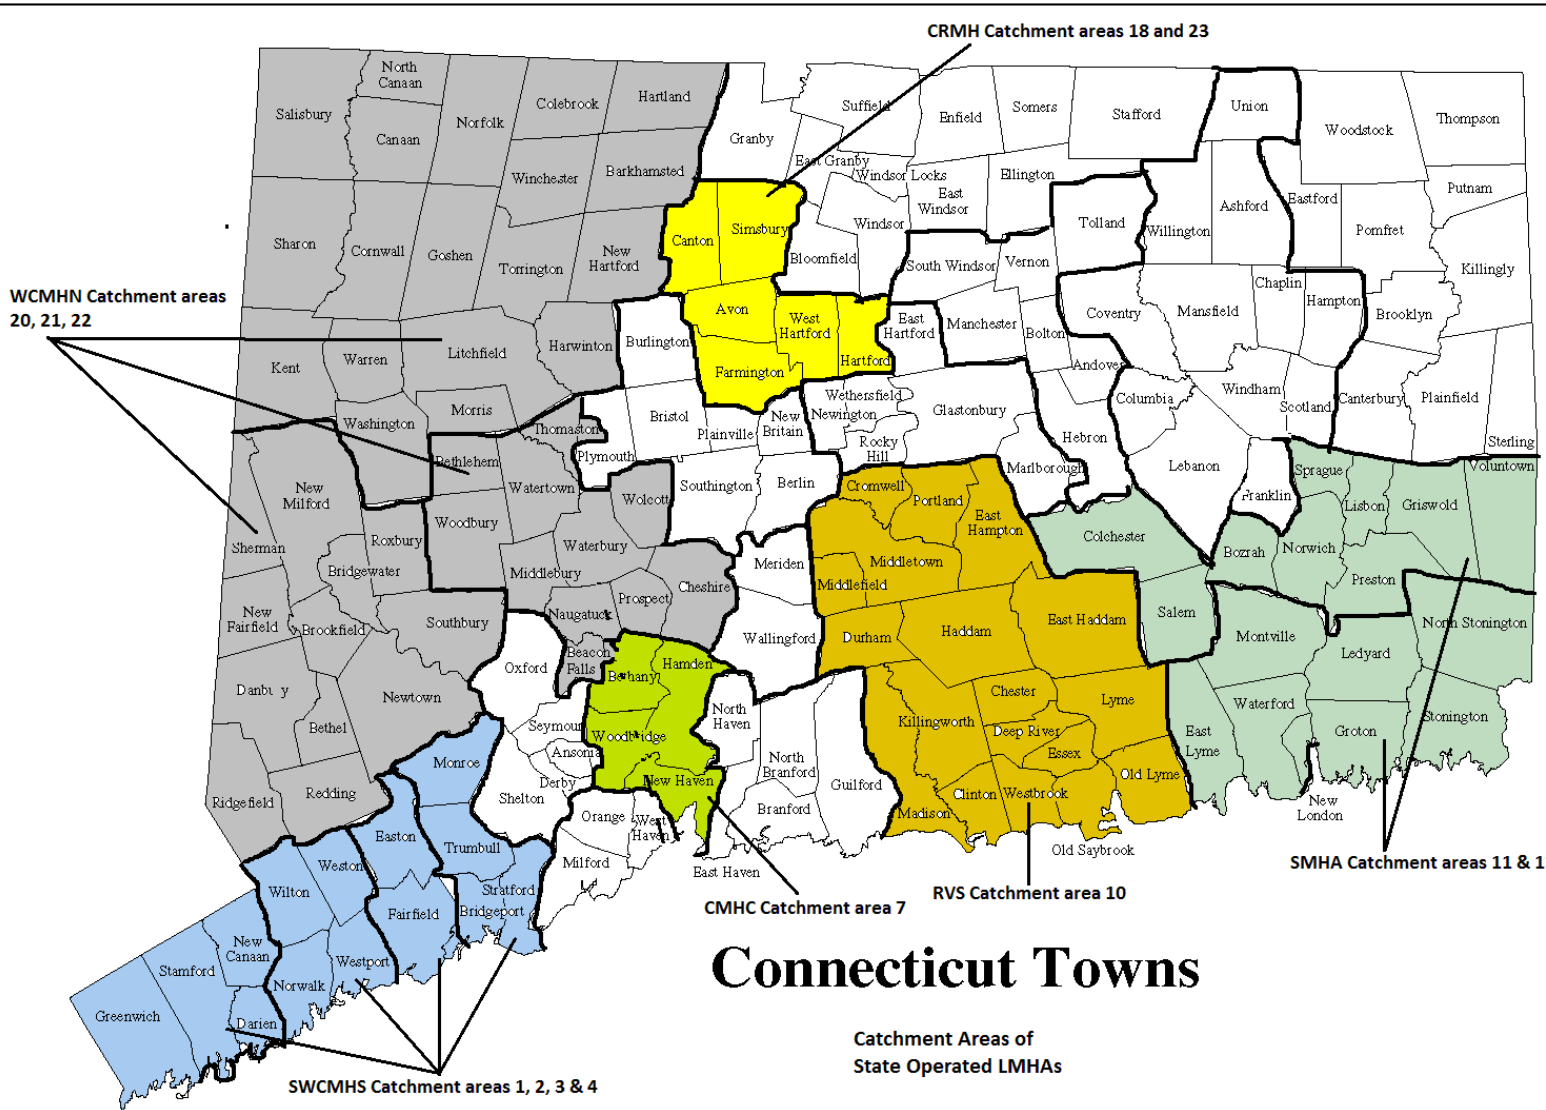 CRMH Catchment areas 18 and 23
North
Canaan
Salisbury
Canaan
Norfolk
Colebrook
Hartland
Suffield
Granby
Enfield
Somers
Stafford
Union
Woodstock
Thompson
East Granby
Windsor Locks
Winchester
Barkhamsted
East
Windsor
Ellington
Putnam
Eastford
Ashford
Tolland
Willington
Pomfret
Killingly
Sharon
Cornwall
Goshen
Torrington
New
Hartford
Canton
Simsbury
Windsor
Bloomfield
South Windsor
Vernon
WCMHN Catchment areas
20, 21, 22
Chaplin
Hampton
Brooklyn
Mansfield
Coventry
Avon
West
Hartford
Hartford
East
Hartford
Manchester
Bolton
Andover
Kent
Warren
Litchfield
Harwinton
Burlington
Farmington
Morris
Washington
Thomaston
Bristol
Plainville
New
Britain
Newington
Wethersfield
Rocky
Hill
Glastonbury
Hebron
Columbia
Windham
Scotland
Canterbury
Plainfield
Sterling
Bethlehem
Watertown
Plymouth
Wolcott
Southington
Berlin
Marlborough
Lebanon
Franklin
Sprague
Lisbon
Griswold
Voluntown
New
Milford
Sherman
Roxbury
Woodbury
Cromwell
Portland
East
Hampton
Colchester
Bozrah
Norwich
Preston
Bridgewater
Middlebury
Waterbury
Cheshire
Prospect
Naugatuck
Meriden
Middletown
Middlefield
New
Fairfield
Brookfield
Southbury
Beacon
Falls
Oxford
Bethany
Hamden
Wallingford
Durham
Haddam
East Haddam
Salem
Montville
Ledyard
North Stonington
Danbu y
Bethel
Newtown
Seymour
Ansonia
Derby
Woodbridge
North
Haven
New Haven
North
Branford
Branford
Guilford
Killingworth
Chester
Deep River
Essex
Lyme
Old Lyme
Clinton
Westbrook
Madison
East
Lyme
Waterford
Groton
Stonington
New
London
Old Saybrook
Ridgefield
Redding
Monroe
Shelton
Orange
West
Haven
Milford
East Haven
Easton
Trumbull
Weston
Wilton
Stratford
Bridgeport
Fairfield
New
Canaan
Stamford
Westport
Norwalk
Greenwich
Darien
SMHA Catchment areas 11 & 1
RVS Catchment area 10
CMHC Catchment area 7
SWCMHS Catchment areas 1, 2, 3 & 4
Connecticut Towns
Catchment Areas of
State Operated LMHAs